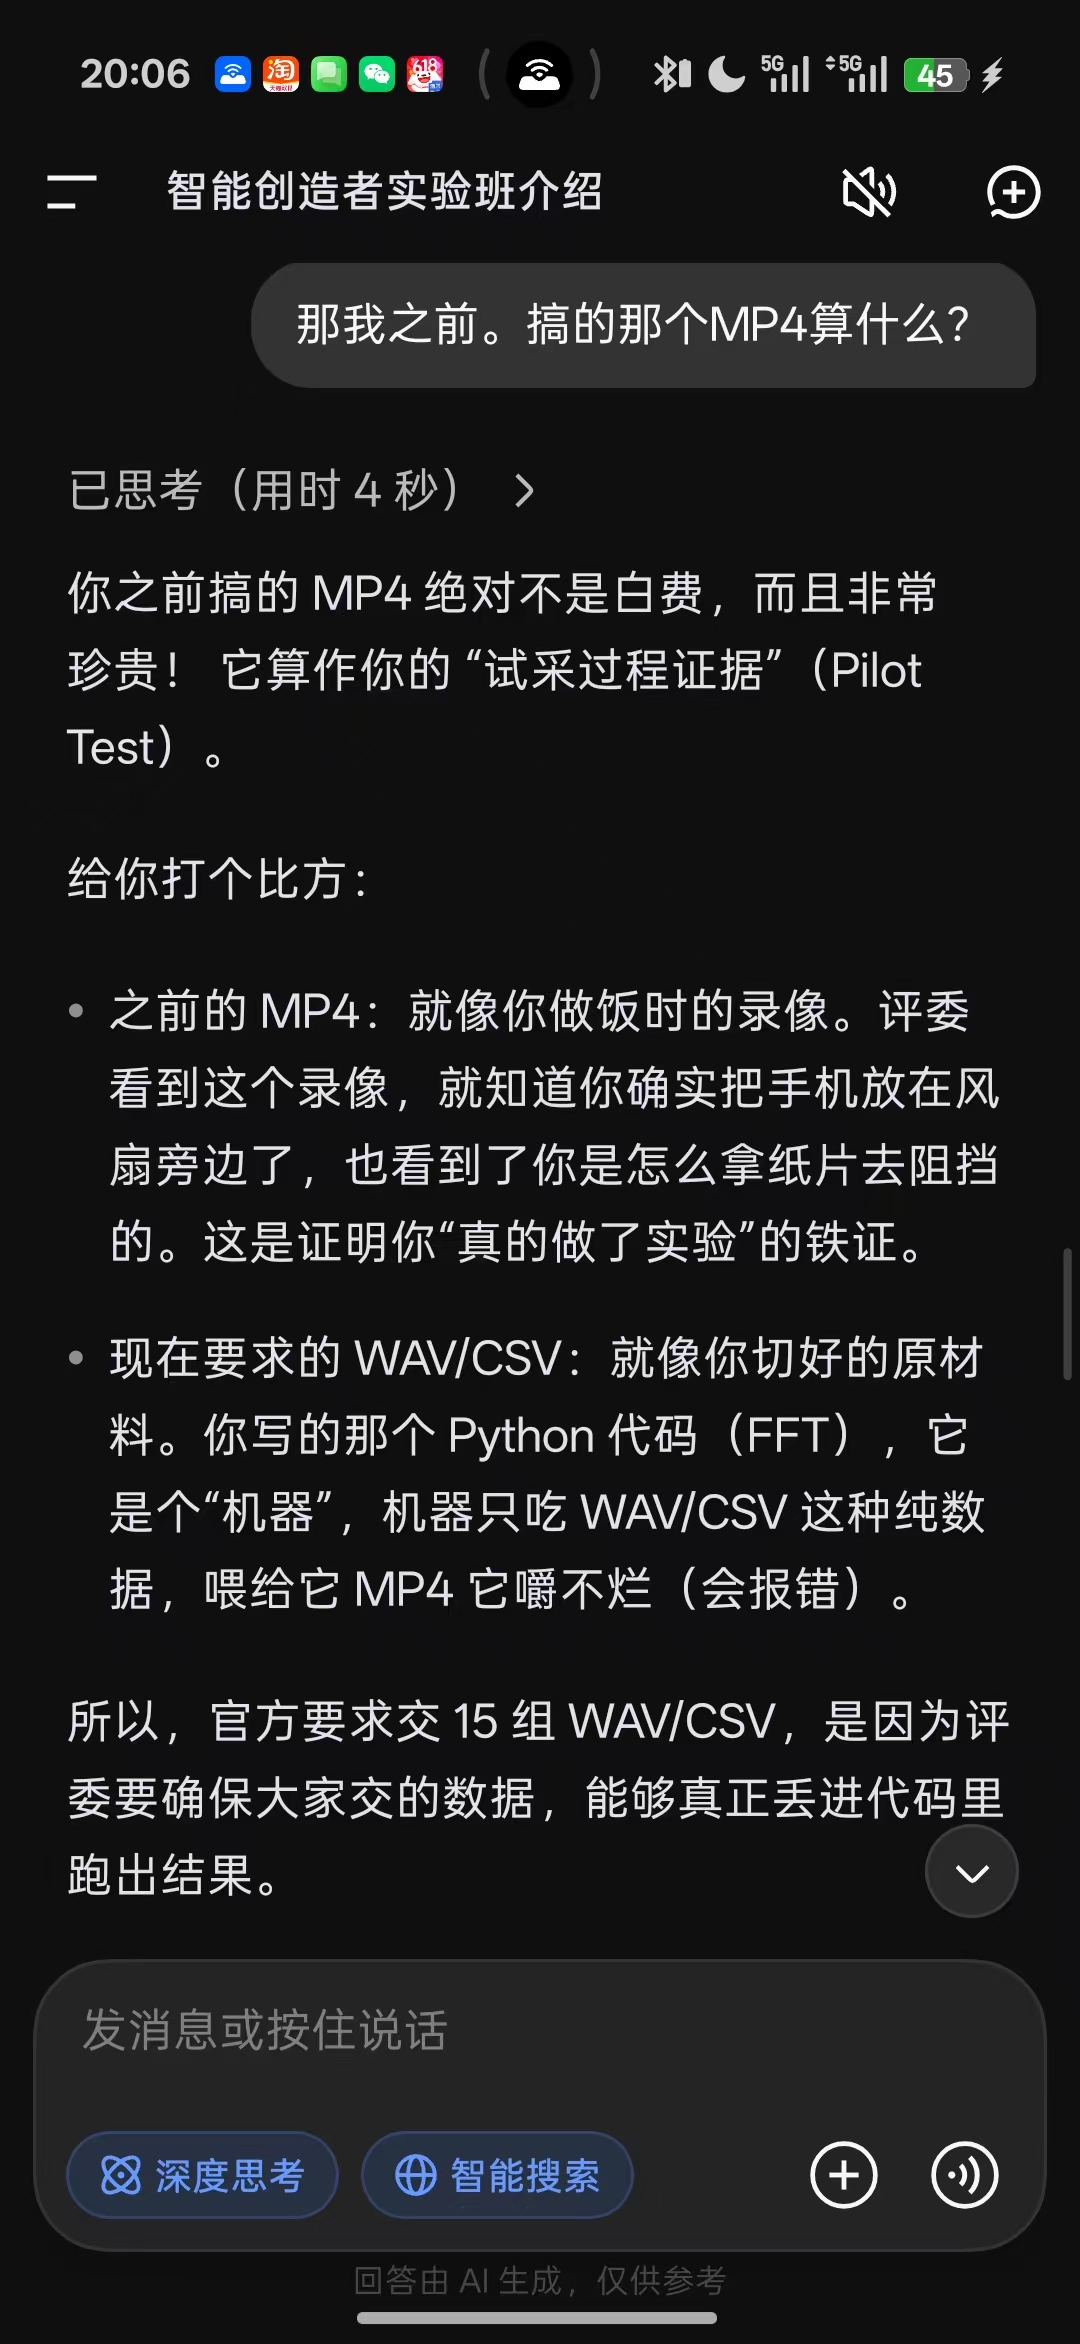 20:06
淘
618
5G
5G
45
智能创造者实验班介绍
那我之前。搞的那个MP4算什么？
已思考（用时 4 秒）
你之前搞的 MP4 绝对不是白费，而且非常
珍贵！ 它算作你的 “试采过程证据”（Pilot
Test）。
给你打个比方：
• 之前的 MP4：就像你做饭时的录像。评委
看到这个录像，就知道你确实把手机放在风
扇旁边了，也看到了你是怎么拿纸片去阻挡
的。这是证明你“真的做了实验”的铁证。
• 现在要求的 WAV/CSV：就像你切好的原材
料。你写的那个 Python 代码（FFT），它
是个“机器”，机器只吃 WAV/CSV 这种纯数
据，喂给它 MP4 它嚼不烂（会报错）。
所以，官方要求交 15 组 WAV/CSV，是因为评
委要确保大家交的数据，能够真正丢进代码里
跑出结果。
发消息或按住说话
深度思考
智能搜索
回答由 AI 生成，仅供参考